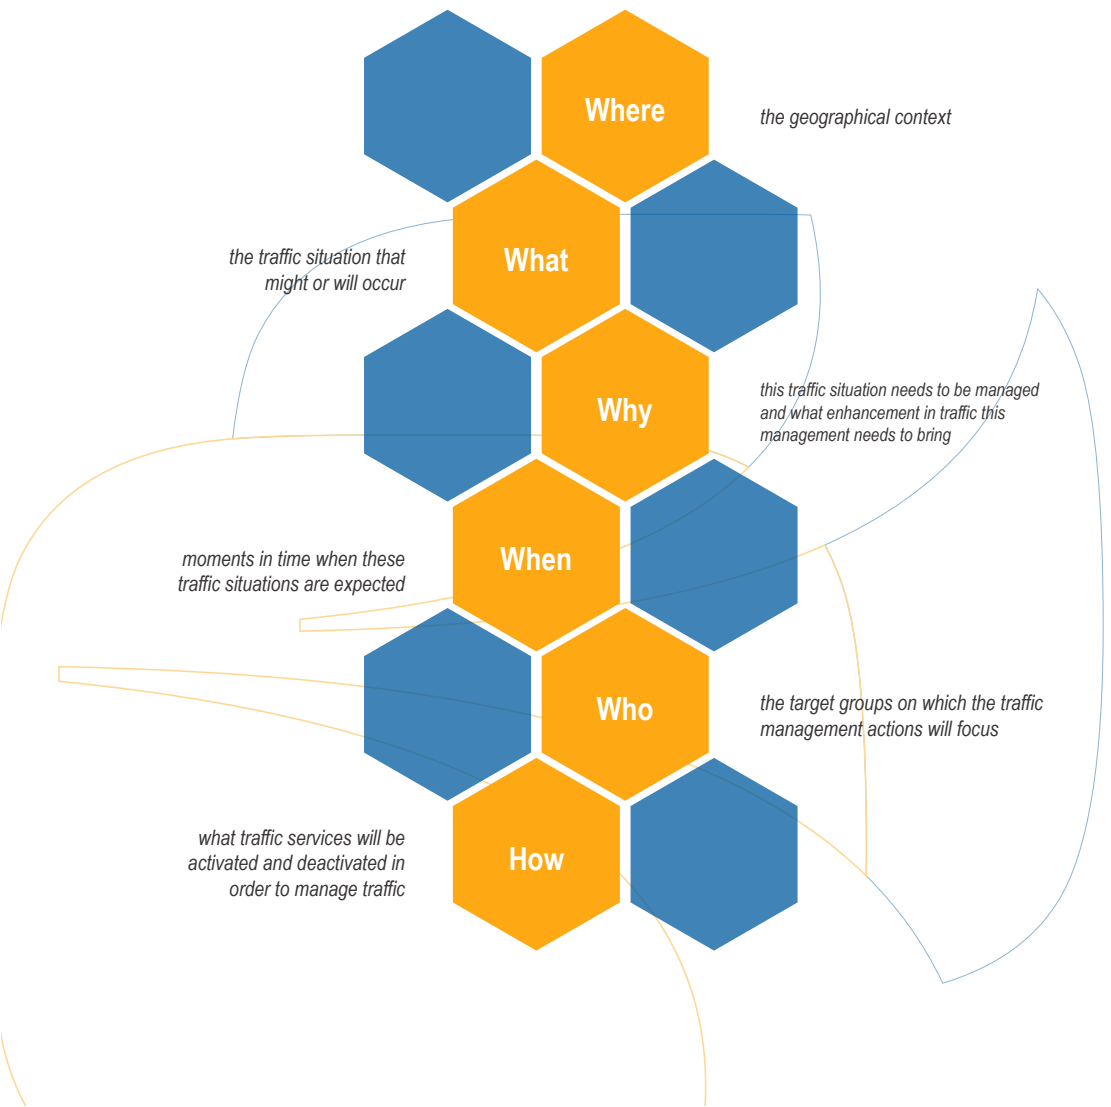 Where
the geographical context
What
the traffic situation that
might or will occur
Why
this traffic situation needs to be managed
and what enhancement in traffic this
management needs to bring
When
moments in time when these
traffic situations are expected
Who
the target groups on which the traffic
management actions will focus
How
what traffic services will be
activated and deactivated in
order to manage traffic